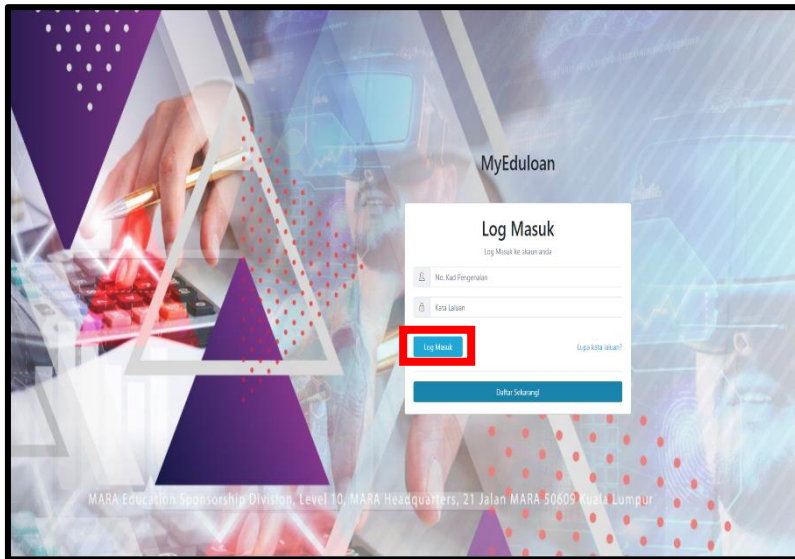 MyEduloan
Log Masuk
Log Masuk ke akaun anda
No. Kad Pengenalan
Kata Laluan
Log Masuk
Lupa kata laluan?
Daftar Sekarang!
MARA Education Sponsorship Division, Level 10, MARA Headquarters, 21 Jalan MARA 50609 Kuala Lumpur